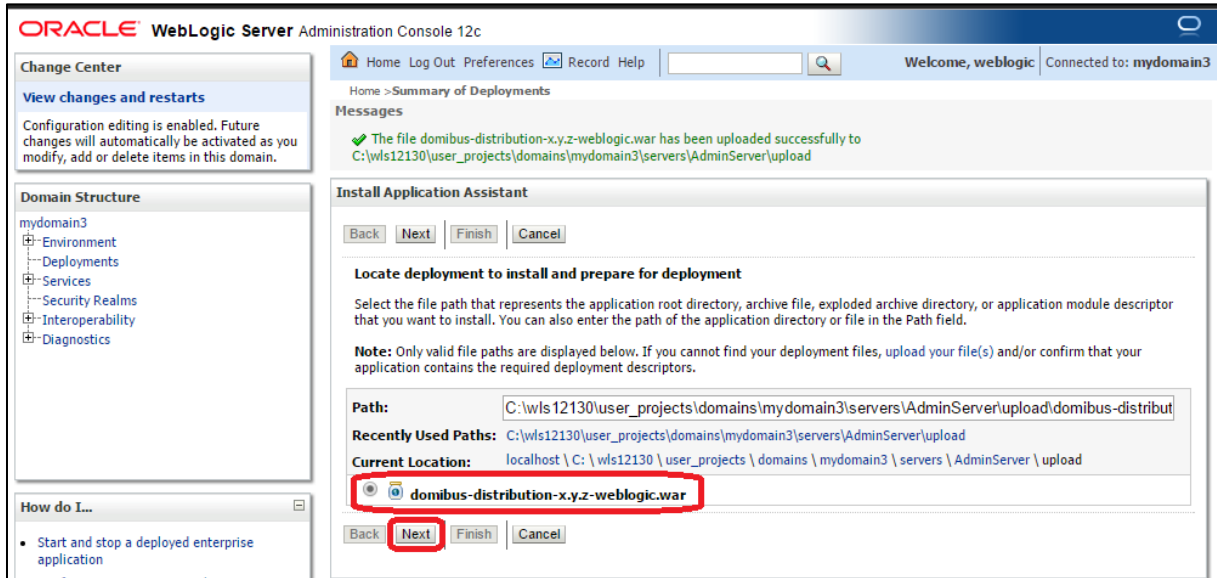 ORACLE WebLogic Server Administration Console 12c
Change Center
View changes and restarts
Configuration editing is enabled. Future
changes will automatically be activated as you
modify, add or delete items in this domain.
Domain Structure
mydomain3
Environment
Deployments
Services
Security Realms
Interoperability
Diagnostics
How do I...
Start and stop a deployed enterprise
application
Home Log Out Preferences Record Help
Welcome, weblogic Connected to: mydomain3
Home >Summary of Deployments
Messages
The file domibus-distribution-x.y.z-weblogic.war has been uploaded successfully to
C:\wls12130\user_projects\domains\mydomain3\servers\AdminServer\upload
Install Application Assistant
Back Next Finish Cancel
Locate deployment to install and prepare for deployment
Select the file path that represents the application root directory, archive file, exploded archive directory, or application module descriptor
that you want to install. You can also enter the path of the application directory or file in the Path field.
Note: Only valid file paths are displayed below. If you cannot find your deployment files, upload your file(s) and/or confirm that your
application contains the required deployment descriptors.
Path: C:\wls12130\user_projects\domains\mydomain3\servers\AdminServer\upload\domibus-distribut
Recently Used Paths: C:\wls12130\user_projects\domains\mydomain3\servers\AdminServer\upload
Current Location: localhost \ C: \ wls12130 \ user_projects \ domains \ mydomain3 \ servers \ AdminServer \ upload
domibus-distribution-x.y.z-weblogic.war
Back Next Finish Cancel